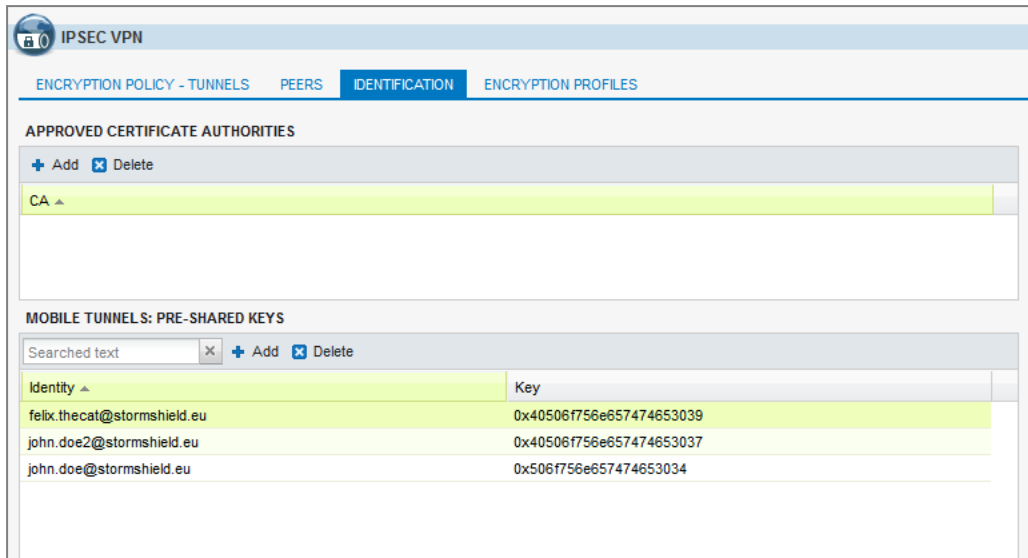 IPSEC VPN
ENCRYPTION POLICY - TUNNELS PEERS IDENTIFICATION ENCRYPTION PROFILES
APPROVED CERTIFICATE AUTHORITIES
Add Delete
CA
MOBILE TUNNELS: PRE-SHARED KEYS
Searched text Add Delete
Identity Key
felix.thecat@stormshield.eu 0x40506f756e657474653039
john.doe2@stormshield.eu 0x40506f756e657474653037
john.doe@stormshield.eu 0x506f756e657474653034